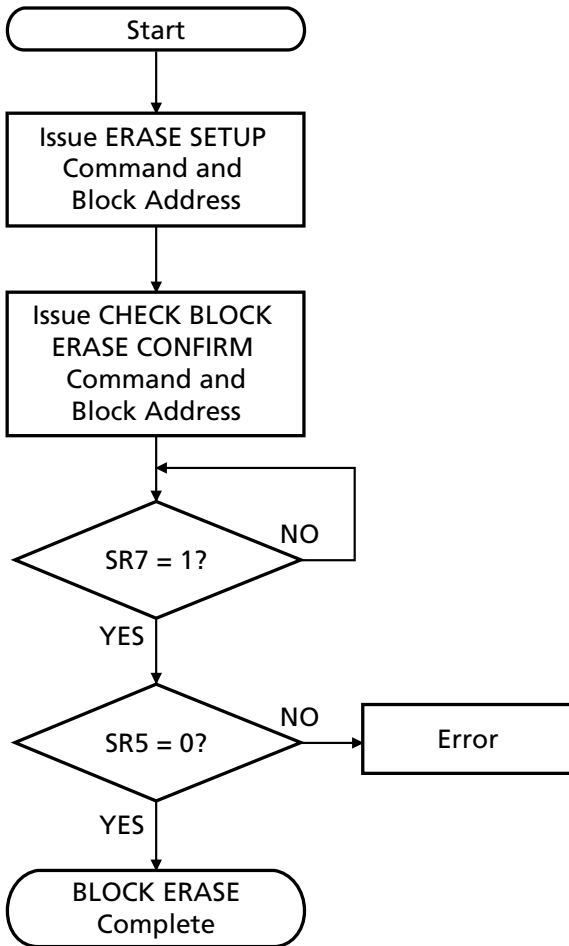 Start
Issue ERASE SETUP
Command and
Block Address
Issue CHECK BLOCK
ERASE CONFIRM
Command and
Block Address
SR7 = 1?
NO
YES
SR5 = 0?
NO
Error
YES
BLOCK ERASE
Complete